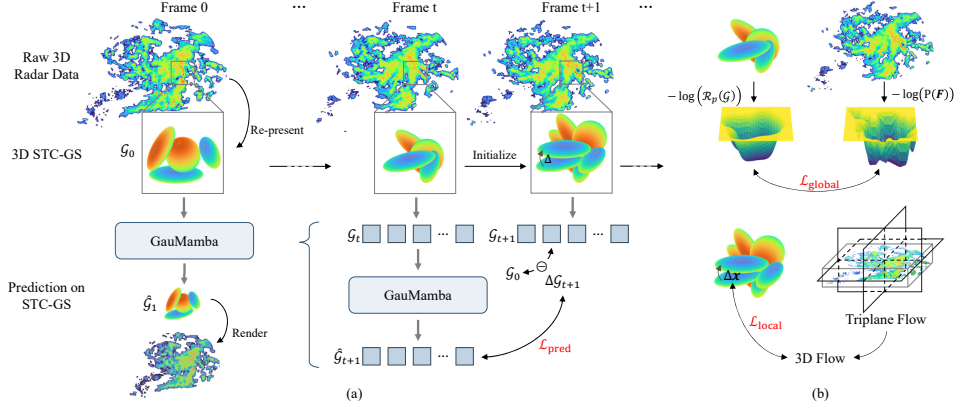 Frame 0
...
Frame t
Frame t+1
...
Raw 3D
Radar Data
Re-present
3D STC-GS
𝒢₀
Initialize
Δ
GauMamba
Prediction on
STC-GS
𝒢̂₁
Render
𝒢ₜ
...
𝒢ₜ₊₁
...
𝒢₀
⊖
Δ𝒢ₜ₊₁
GauMamba
𝒢̂ₜ₊₁
...
ℒpred
(a)
−log(ℛₚ(𝒢))
−log(P(𝑭))
ℒglobal
Δ𝒙
ℒlocal
Triplane Flow
3D Flow
(b)